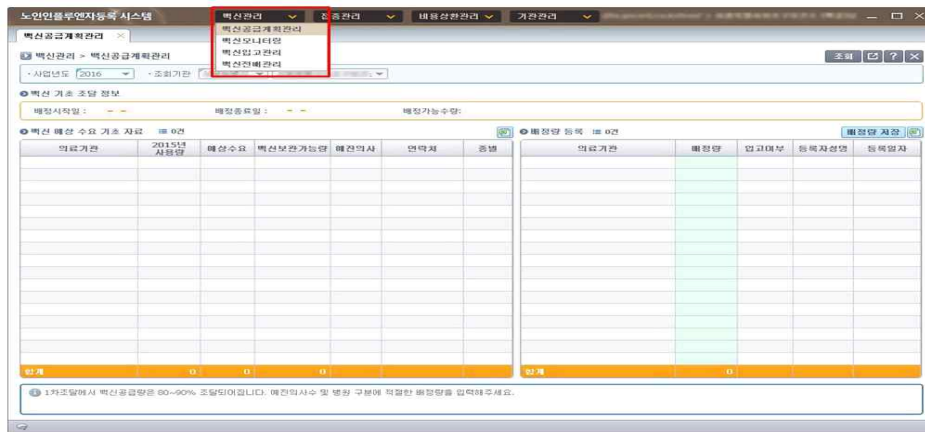 노인인플루엔자등록 시스템 백신관리 접종관리 비용상환관리 기관관리
백신공급계획관리
백신공급계획관리
백신모니터링
백신입고관리
백신전배관리
백신관리 > 백신공급계획관리 조회 ?
· 사업년도 2016 · 조회기관
백신 기초 조달 정보
배정시작일 : - - 배정종료일 : - - 배정가능수량:
백신 예상 수요 기초 자료 0건
의료기관 2015년 사용량 예상수요 백신보관가능량 예진의사 연락처 종별
합계 0 0 0
배정량 등록 0건 배정량 저장
의료기관 배정량 입고여부 등록자성명 등록일자
합계 0
1차조달에서 백신공급량은 80~90% 조달되어집니다. 예진의사수 및 병원 구분에 적절한 배정량을 입력해주세요.